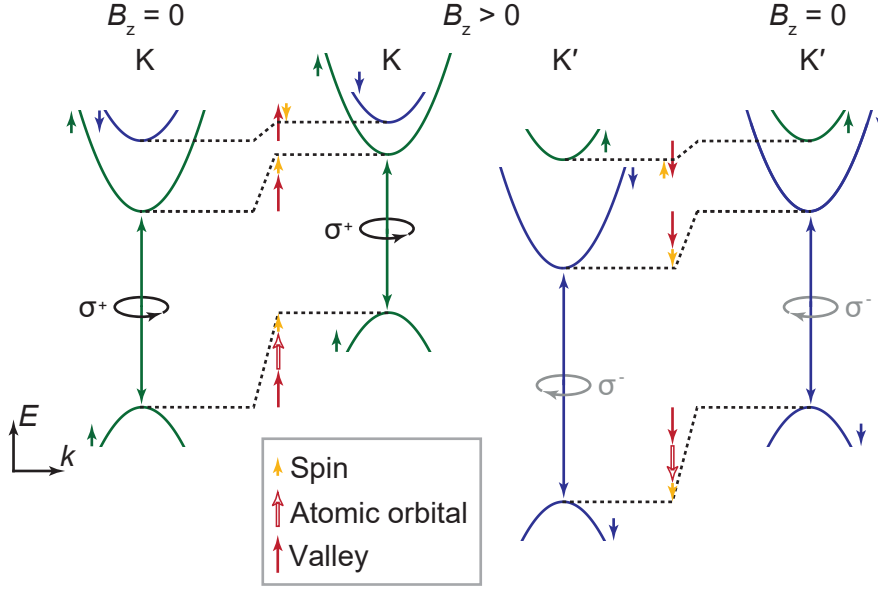 B_z = 0
B_z > 0
B_z = 0
K
K
K′
K′
σ⁺
σ⁺
σ⁻
σ⁻
E
k
Spin
Atomic orbital
Valley